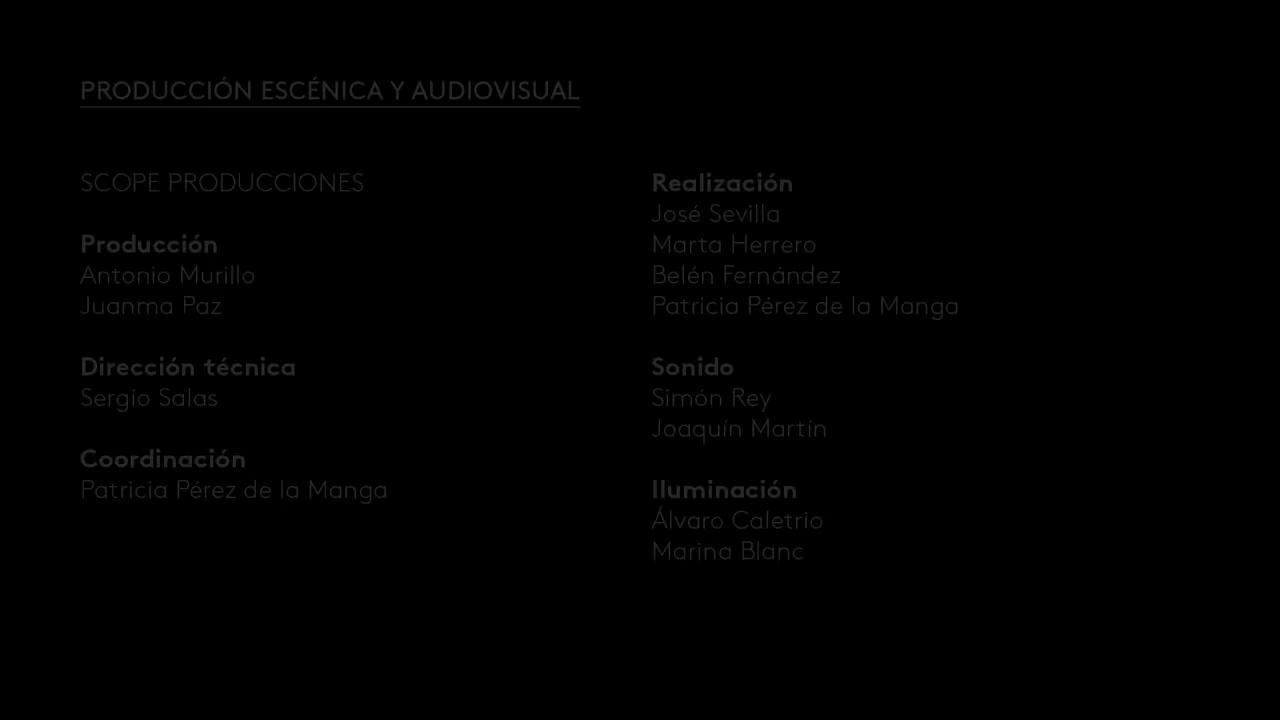 PRODUCCIÓN ESCÉNICA Y AUDIOVISUAL
SCOPE PRODUCCIONES
Producción
Antonio Murillo
Juanma Paz
Dirección técnica
Sergio Salas
Coordinación
Patricia Pérez de la Manga
Realización
José Sevilla
Marta Herrero
Belén Fernández
Patricia Pérez de la Manga
Sonido
Simón Rey
Joaquín Martín
Iluminación
Álvaro Caletrio
Marina Blanc